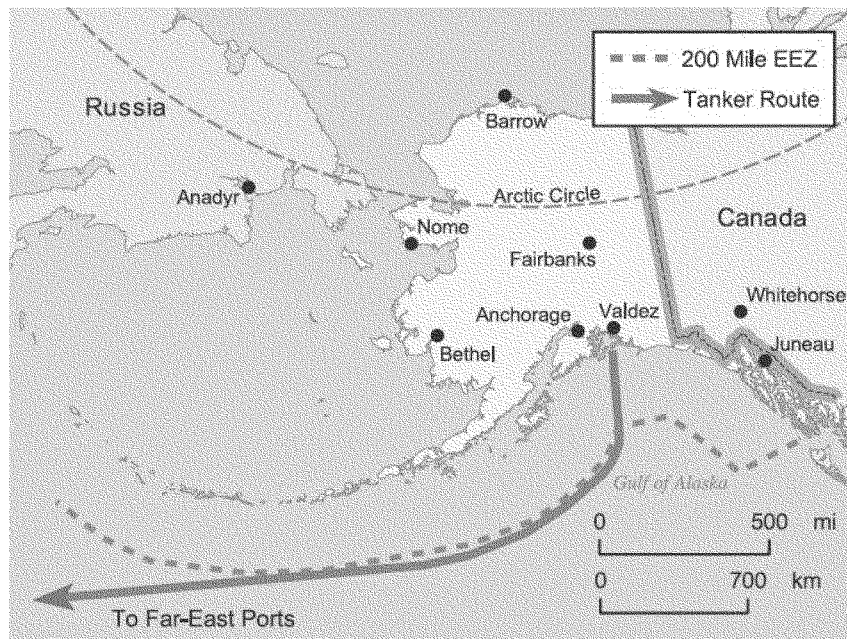 200 Mile EEZ
Tanker Route
Russia
Barrow
Anadyr
Arctic Circle
Canada
Nome
Fairbanks
Whitehorse
Anchorage
Valdez
Juneau
Bethel
Gulf of Alaska
0 500 mi
0 700 km
To Far-East Ports